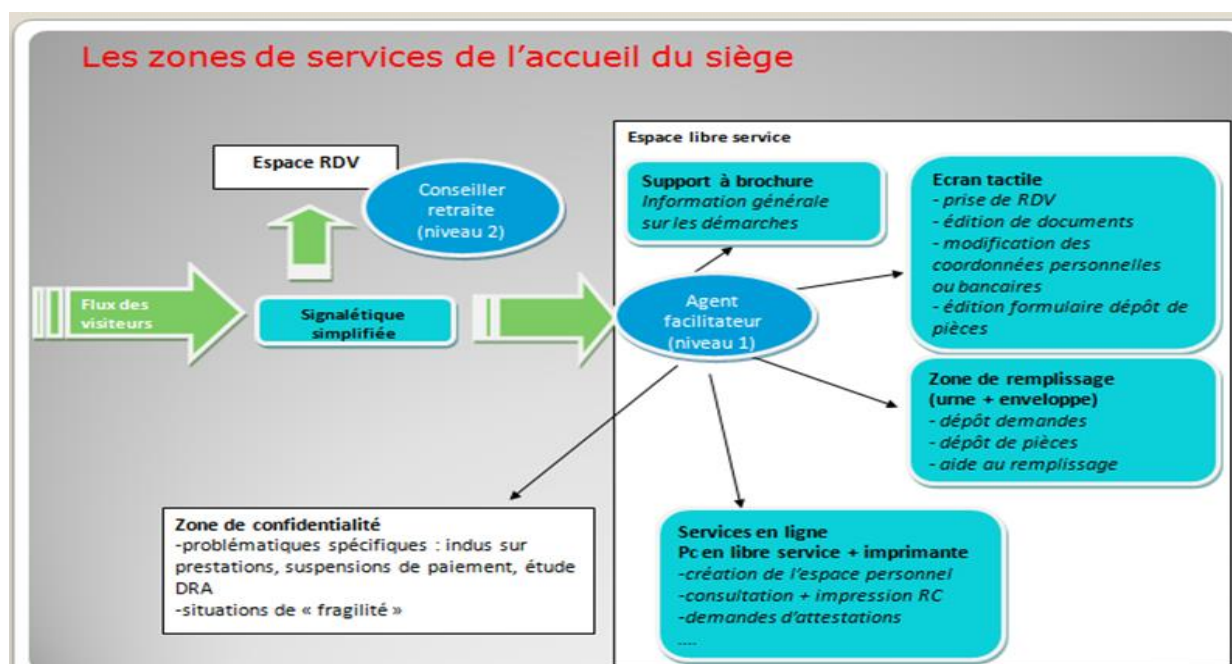 Les zones de services de l’accueil du siège
Espace RDV
Conseiller
retraite
(niveau 2)
Flux des
visiteurs
Signalétique
simplifiée
Espace libre service
Support à brochure
Information générale
sur les démarches
Ecran tactile
- prise de RDV
- édition de documents
- modification des
coordonnées personnelles
ou bancaires
- édition formulaire dépôt de
pièces
Agent
facilitateur
(niveau 1)
Zone de remplissage
(urne + enveloppe)
- dépôt demandes
- dépôt de pièces
- aide au remplissage
Zone de confidentialité
-problématiques spécifiques : indus sur
prestations, suspensions de paiement, étude
DRA
-situations de « fragilité »
Services en ligne
Pc en libre service + imprimante
-création de l’espace personnel
-consultation + impression RC
-demandes d’attestations
....